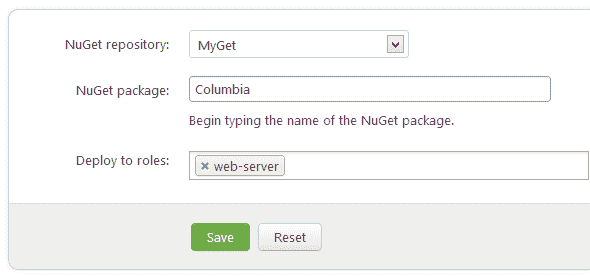 NuGet repository: MyGet
NuGet package: Columbia
Begin typing the name of the NuGet package.
Deploy to roles: × web-server
Save Reset